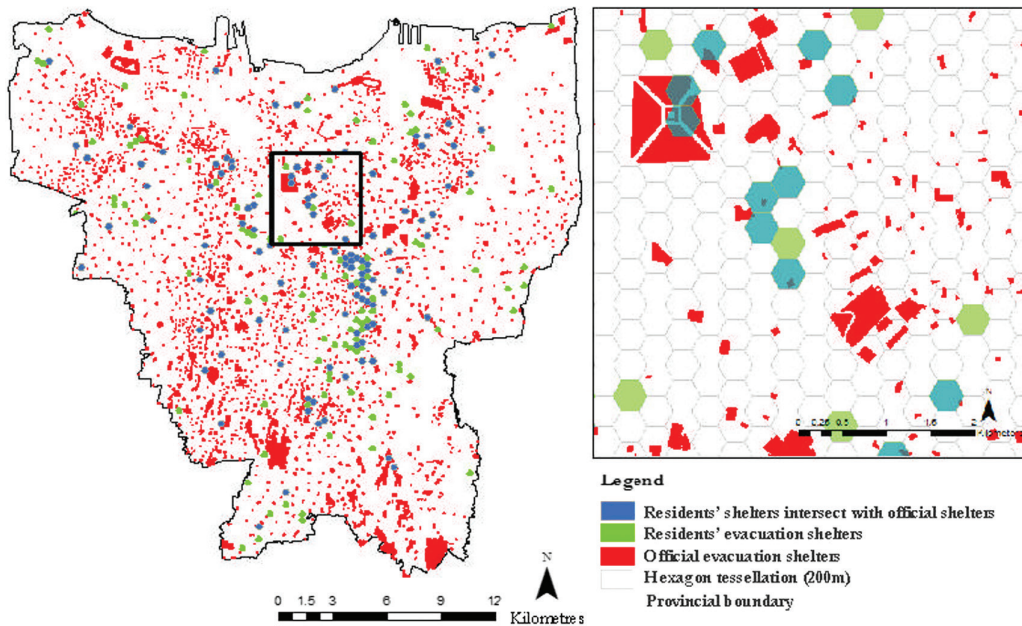 N
0 0.25 0.5 1 1.5 2
N
0 1.5 3 6 9 12
Kilometres
Legend
Residents' shelters intersect with official shelters
Residents' evacuation shelters
Official evacuation shelters
Hexagon tessellation (200m)
Provincial boundary